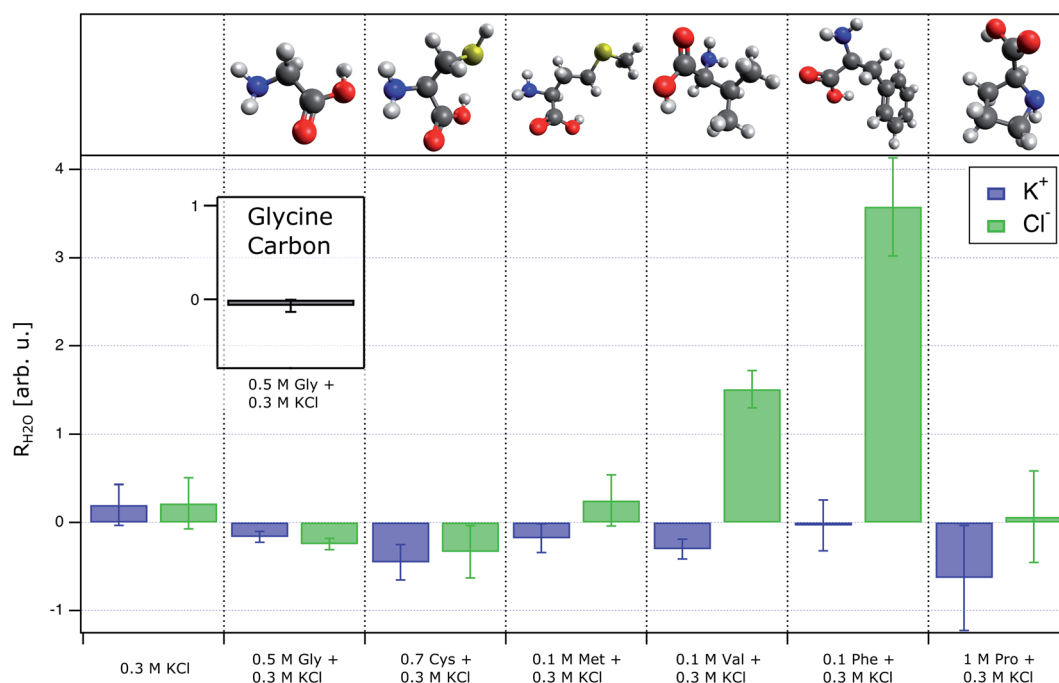 4
3
2
1
0
-1
R_H2O [arb. u.]
1
0
Glycine
Carbon
0.5 M Gly +
0.3 M KCl
K⁺
Cl⁻
0.3 M KCl
0.5 M Gly +
0.3 M KCl
0.7 Cys +
0.3 M KCl
0.1 M Met +
0.3 M KCl
0.1 M Val +
0.3 M KCl
0.1 Phe +
0.3 M KCl
1 M Pro +
0.3 M KCl